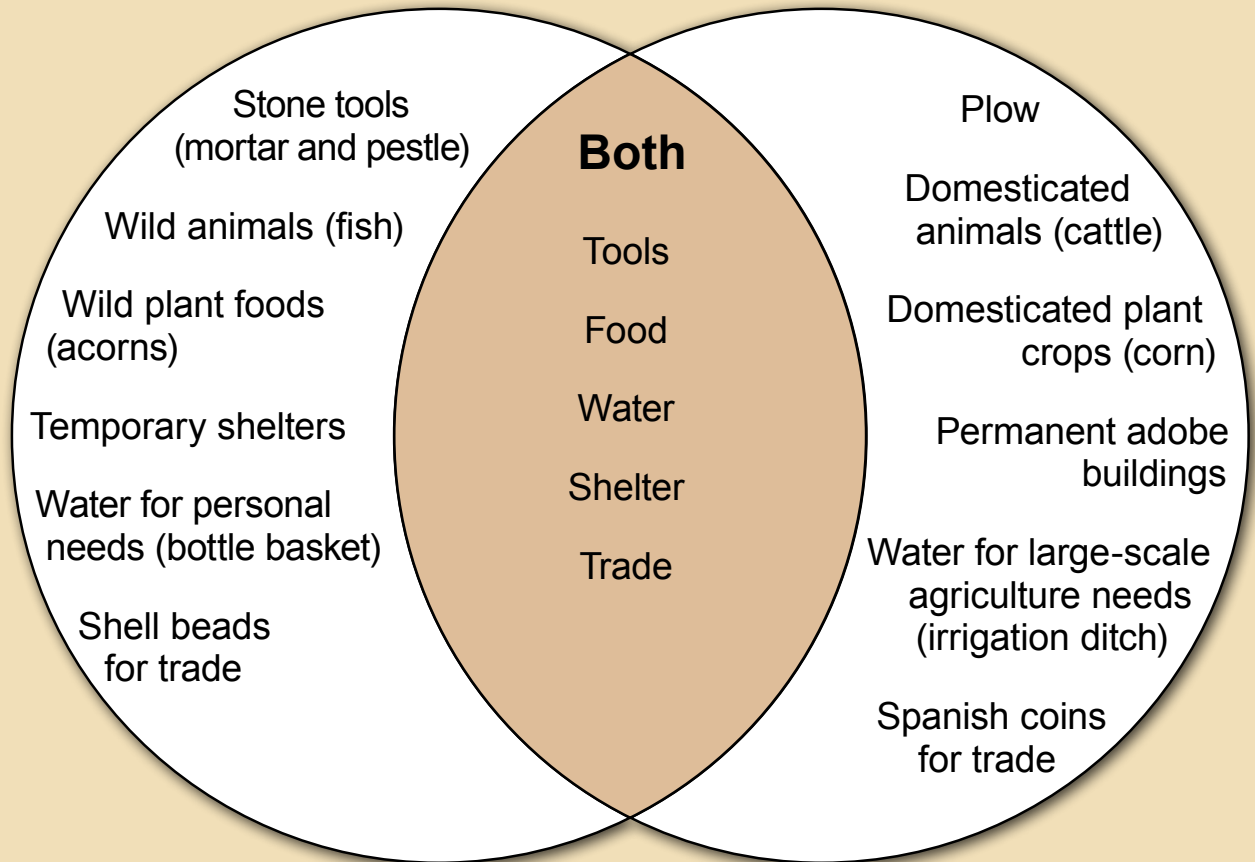 Stone tools
(mortar and pestle)
Wild animals (fish)
Wild plant foods
(acorns)
Temporary shelters
Water for personal
needs (bottle basket)
Shell beads
for trade
Both
Tools
Food
Water
Shelter
Trade
Plow
Domesticated
animals (cattle)
Domesticated plant
crops (corn)
Permanent adobe
buildings
Water for large-scale
agriculture needs
(irrigation ditch)
Spanish coins
for trade